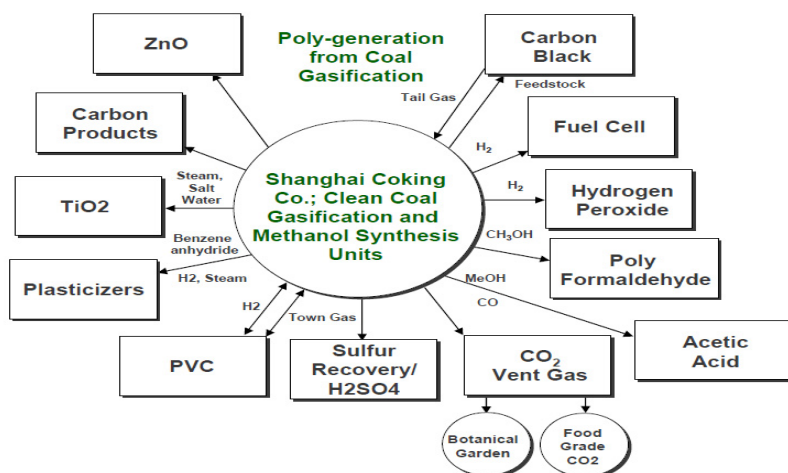 ZnO
Poly-generation
from Coal
Gasification
Carbon
Black
Tail Gas
Feedstock
Carbon
Products
H2
Fuel Cell
Steam,
Salt
Water
TiO2
Shanghai Coking
Co.; Clean Coal
Gasification and
Methanol Synthesis
Units
H2
Hydrogen
Peroxide
Benzene
anhydride
H2, Steam
Plasticizers
CH3OH
Poly
Formaldehyde
MeOH
CO
Acetic
Acid
H2
Town Gas
PVC
Sulfur
Recovery/
H2SO4
CO2
Vent Gas
Botanical
Garden
Food
Grade
CO2